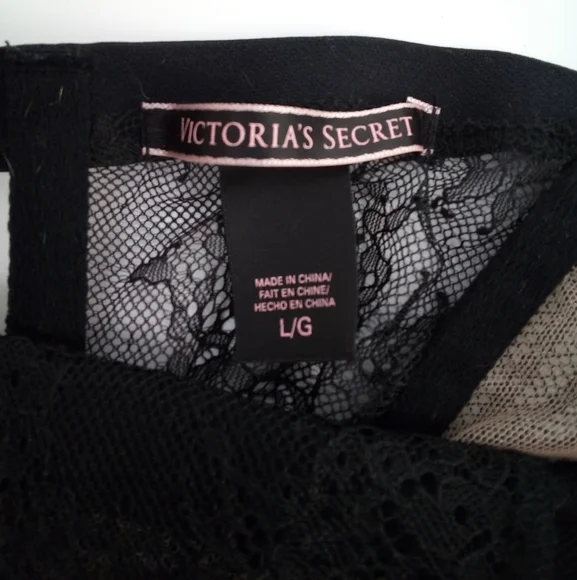 VICTORIA'S SECRET
MADE IN CHINA/
FAIT EN CHINE/
HECHO EN CHINA
L/G